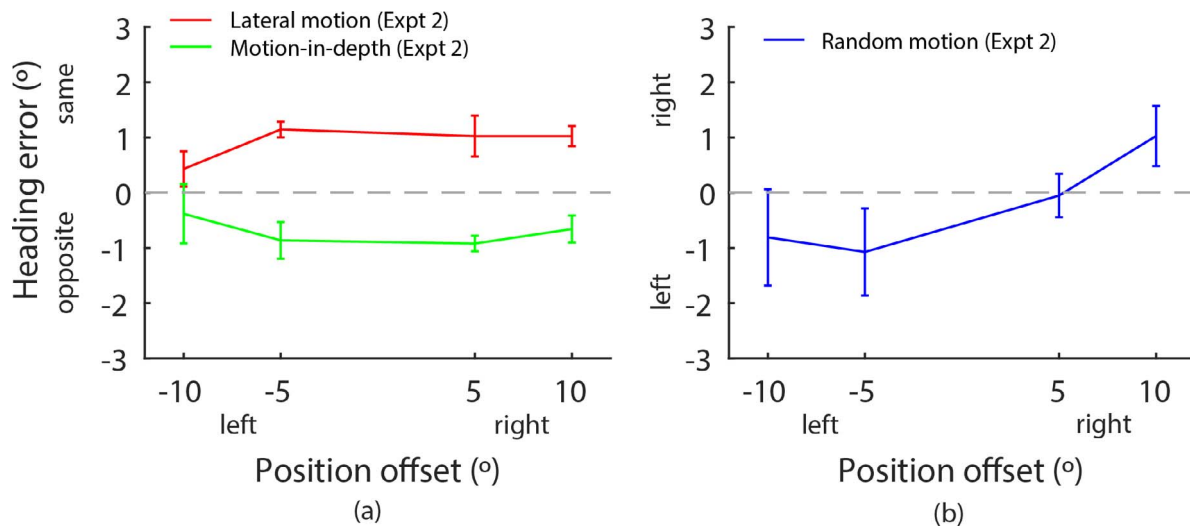 Lateral motion (Expt 2)
Motion-in-depth (Expt 2)
Heading error (º)
same
opposite
3
2
1
0
-1
-2
-3
-10
-5
5
10
left
right
Position offset (º)
(a)
Random motion (Expt 2)
right
left
3
2
1
0
-1
-2
-3
-10
-5
5
10
left
right
Position offset (º)
(b)